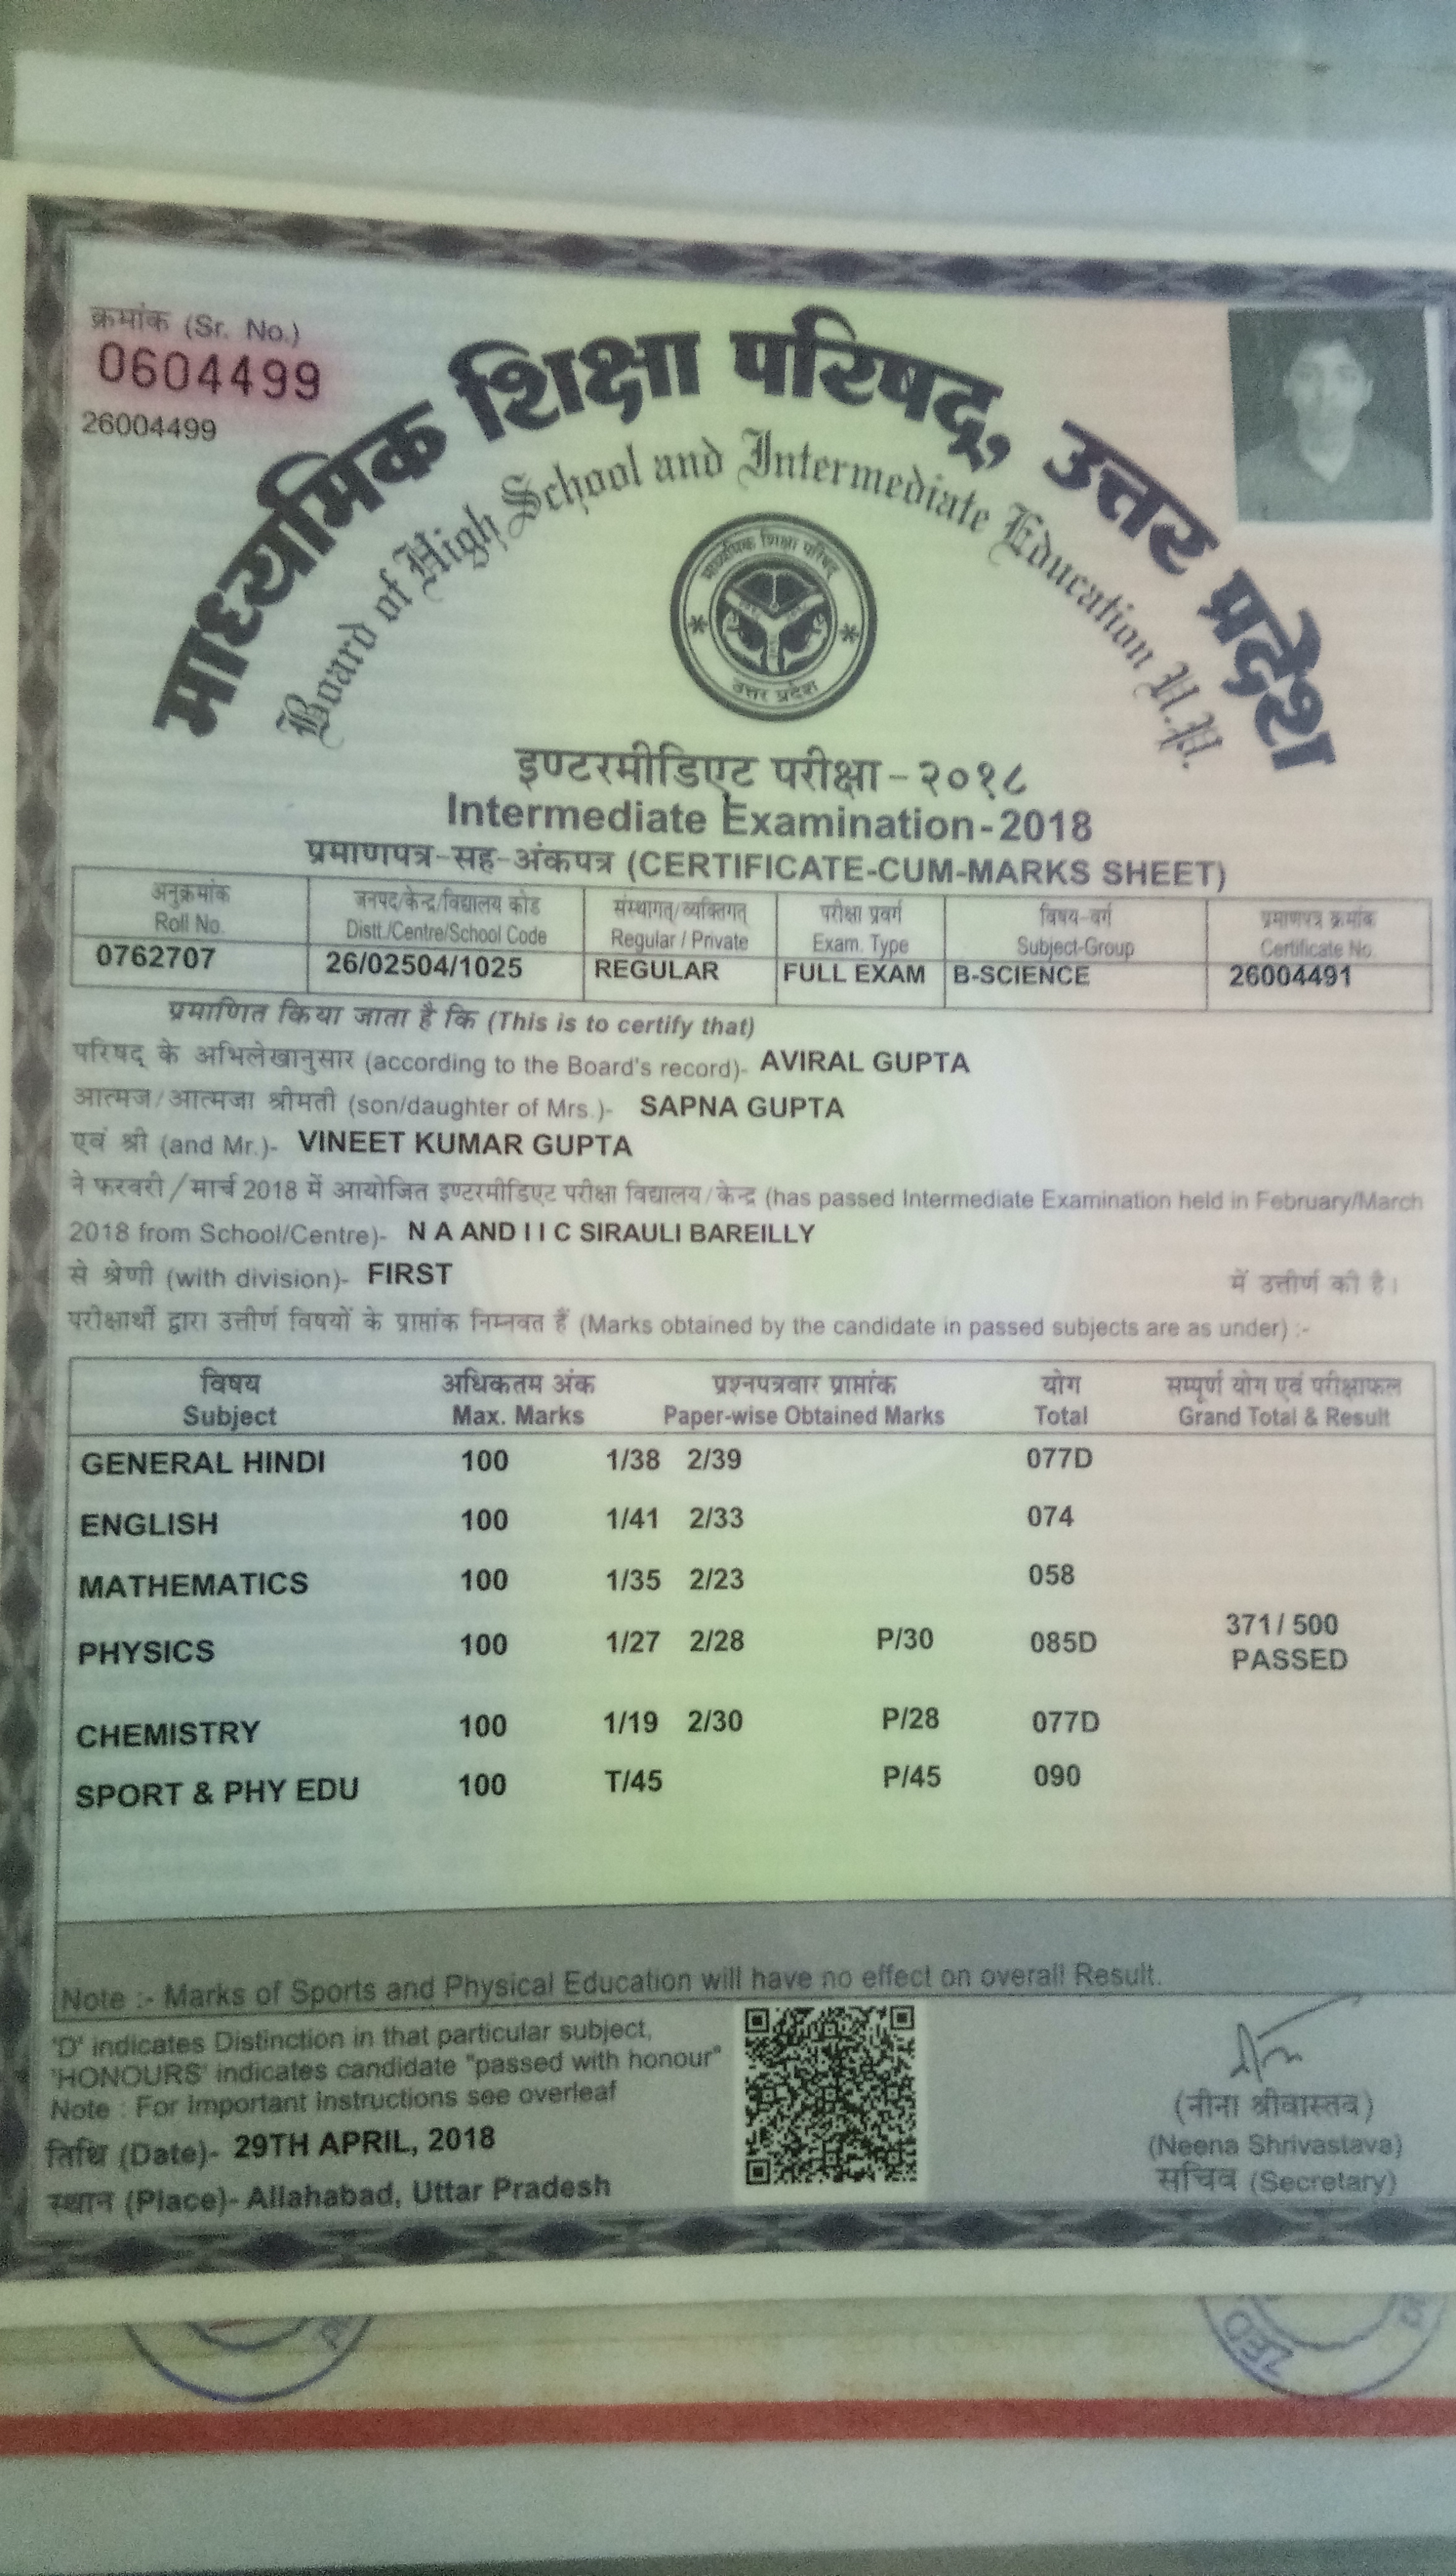 क्रमांक (Sr. No.)
0604499
26004499
माध्यमिक शिक्षा परिषद्, उत्तर प्रदेश
Board of High School and Intermediate Education U.P.
माध्यमिक शिक्षा परिषद्
उत्तर प्रदेश
इण्टरमीडिएट परीक्षा-२०१८
Intermediate Examination-2018
प्रमाणपत्र-सह-अंकपत्र (CERTIFICATE-CUM-MARKS SHEET)
अनुक्रमांक जनपद/केन्द्र/विद्यालय कोड संस्थागत/व्यक्तिगत परीक्षा प्रवर्ग विषय-वर्ग प्रमाणपत्र क्रमांक
Roll No. Distt./Centre/School Code Regular / Private Exam. Type Subject-Group Certificate No.
0762707 26/02504/1025 REGULAR FULL EXAM B-SCIENCE 26004491
प्रमाणित किया जाता है कि (This is to certify that)
परिषद् के अभिलेखानुसार (according to the Board's record)- AVIRAL GUPTA
आत्मज/आत्मजा श्रीमती (son/daughter of Mrs.)- SAPNA GUPTA
एवं श्री (and Mr.)- VINEET KUMAR GUPTA
ने फरवरी/मार्च 2018 में आयोजित इण्टरमीडिएट परीक्षा विद्यालय/केन्द्र (has passed Intermediate Examination held in February/March
2018 from School/Centre)- N A AND I I C SIRAULI BAREILLY
से श्रेणी (with division)- FIRST में उत्तीर्ण की है।
परीक्षार्थी द्वारा उत्तीर्ण विषयों के प्राप्तांक निम्नवत हैं (Marks obtained by the candidate in passed subjects are as under) :-
विषय अधिकतम अंक प्रश्नपत्रवार प्राप्तांक योग सम्पूर्ण योग एवं परीक्षाफल
Subject Max. Marks Paper-wise Obtained Marks Total Grand Total & Result
GENERAL HINDI 100 1/38 2/39 077D
ENGLISH 100 1/41 2/33 074
MATHEMATICS 100 1/35 2/23 058
PHYSICS 100 1/27 2/28 P/30 085D 371/ 500
PASSED
CHEMISTRY 100 1/19 2/30 P/28 077D
SPORT & PHY EDU 100 T/45 P/45 090
Note :- Marks of Sports and Physical Education will have no effect on overall Result.
'D' indicates Distinction in that particular subject,
'HONOURS' indicates candidate "passed with honour"
Note : For Important Instructions see overleaf
तिथि (Date)- 29TH APRIL, 2018
स्थान (Place)- Allahabad, Uttar Pradesh
(नीना श्रीवास्तव)
(Neena Shrivastava)
सचिव (Secretary)